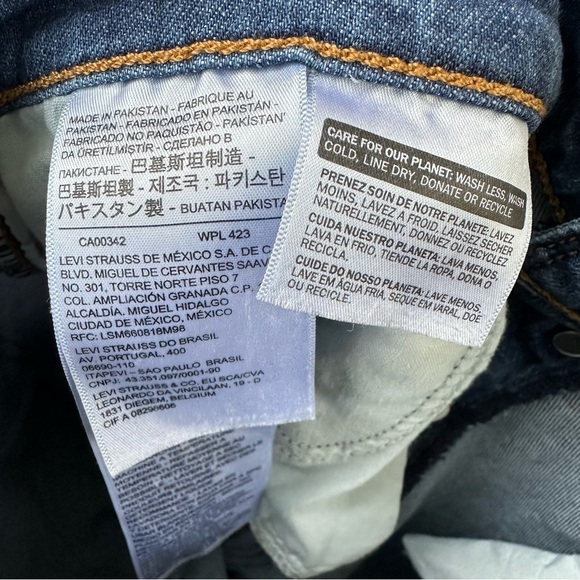 MADE IN PAKISTAN - FABRIQUE AU
PAKISTAN - FABRICADO EN PAKISTÁN -
FABRICADO NO PAQUISTÃO - PAKISTAN'
DA ÜRETİLMİŞTİR - СДЕЛАНО В
ПАКИСТАНЕ - 巴基斯坦制造 -
巴基斯坦製 - 제조국 : 파키스탄
パキスタン製 - BUATAN PAKISTA
CA00342 WPL 423
LEVI STRAUSS DE MÉXICO S.A. DE C
BLVD. MIGUEL DE CERVANTES SAAV
NO. 301, TORRE NORTE PISO 7
COL. AMPLIACIÓN GRANADA C.P.
ALCALDÍA. MIGUEL HIDALGO
CIUDAD DE MÉXICO, MÉXICO
RFC: LSM660818M98
LEVI STRAUSS DO BRASIL
AV. PORTUGAL, 400
06690-110
ITAPEVI - SÃO PAULO BRASIL
CNPJ: 43.351.097/0001-90
LEVI STRAUSS & CO. EU SCA/CVA
LEONARDO DA VINCILAAN, 19 - D
1831 DIEGEM, BELGIUM
CIF A 08290606
CARE FOR OUR PLANET: WASH LESS, WASH
COLD, LINE DRY, DONATE OR RECYCLE
PRENEZ SOIN DE NOTRE PLANETE: LAVEZ
MOINS, LAVEZ A FROID, LAISSEZ SECHER
NATURELLEMENT, DONNEZ OU RECYCLEZ
CUIDA NUESTRO PLANETA: LAVA MENOS,
LAVA EN FRIO, TIENDE LA ROPA, DONA O
RECICLA.
CUIDE DO NOSSO PLANETA: LAVE MENOS,
LAVE EM ÁGUA FRIA, SEQUE EM VARAL, DOE
OU RECICLE.